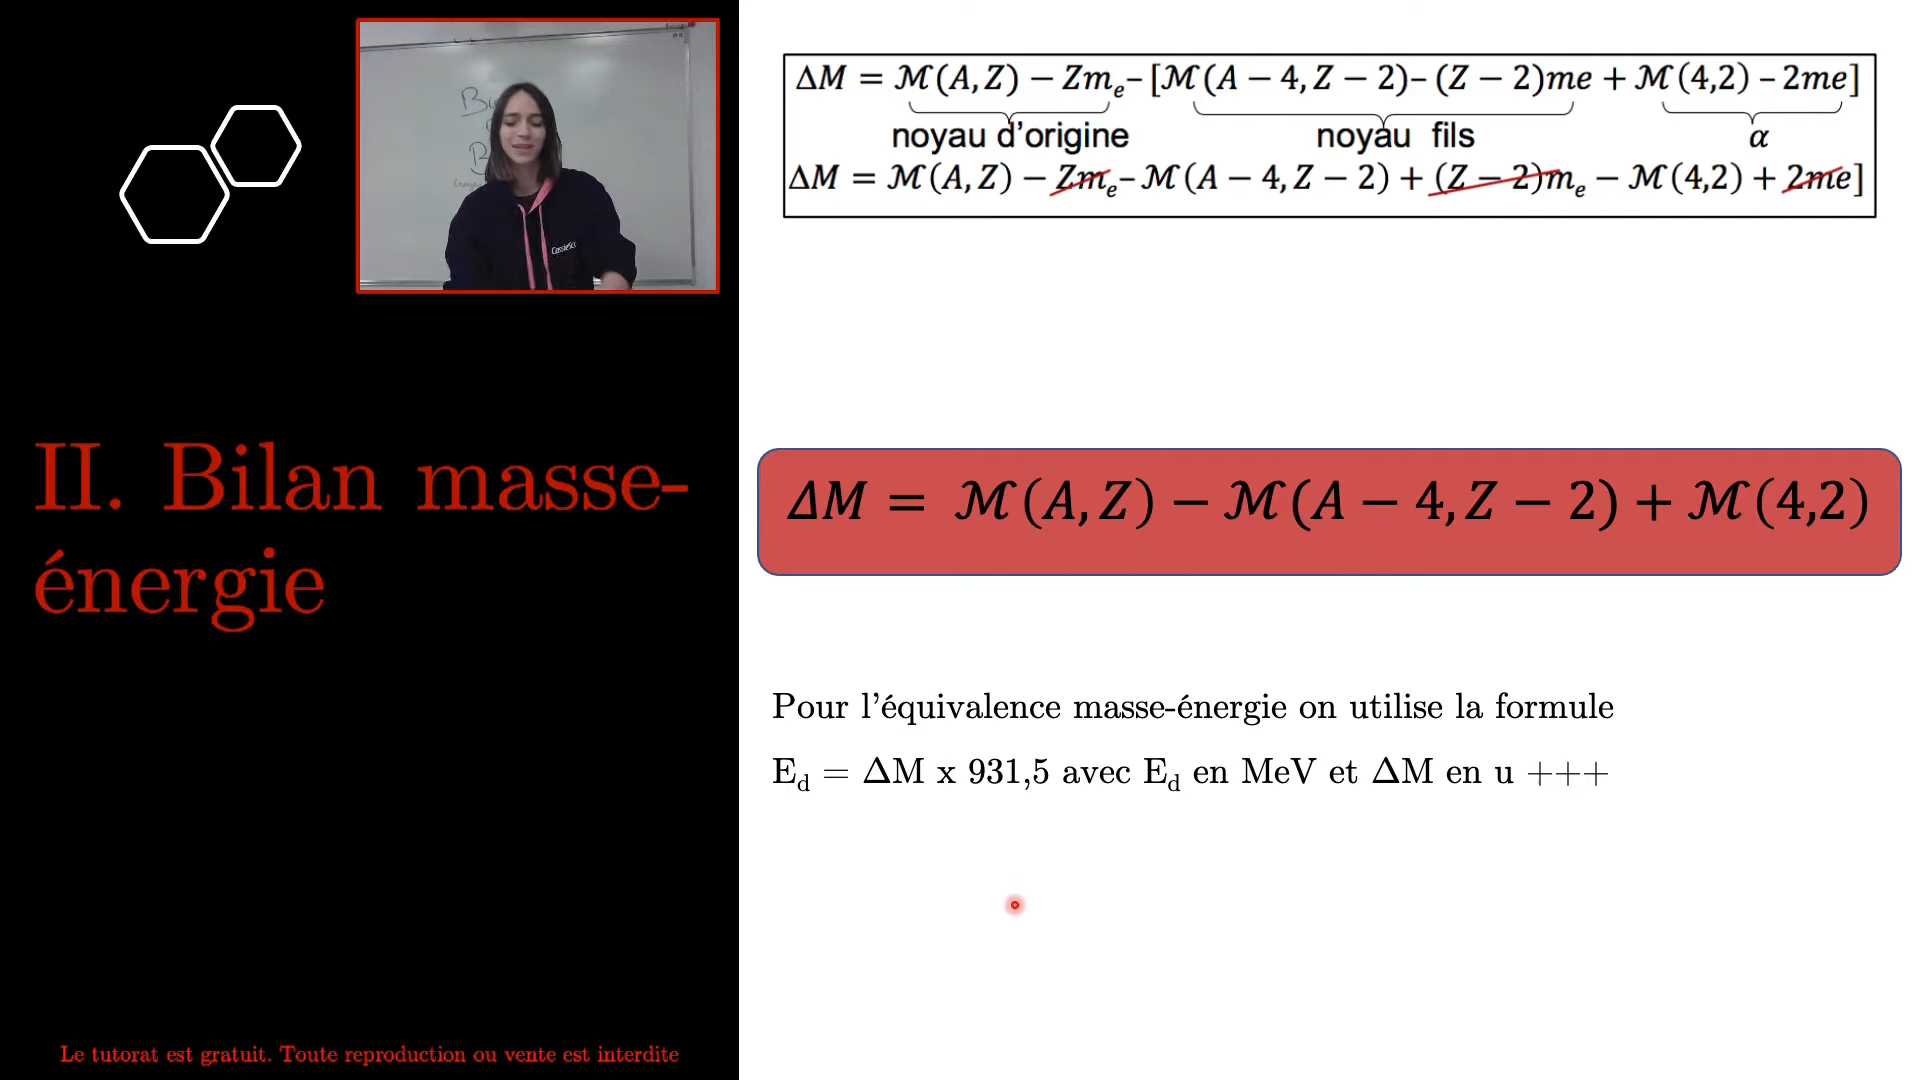 II. Bilan masse-
énergie
Le tutorat est gratuit. Toute reproduction ou vente est interdite
ΔM = ℳ(A,Z) − Zmₑ– [ℳ(A − 4, Z − 2)– (Z − 2)me + ℳ(4,2) – 2me]
noyau d'origine noyau fils α
ΔM = ℳ(A,Z) − Zmₑ–ℳ(A − 4, Z − 2) + (Z − 2)mₑ − ℳ(4,2) + 2me]
ΔM = ℳ(A,Z) − ℳ(A − 4, Z − 2) + ℳ(4,2)
Pour l'équivalence masse-énergie on utilise la formule
E_d = ΔM x 931,5 avec E_d en MeV et ΔM en u +++